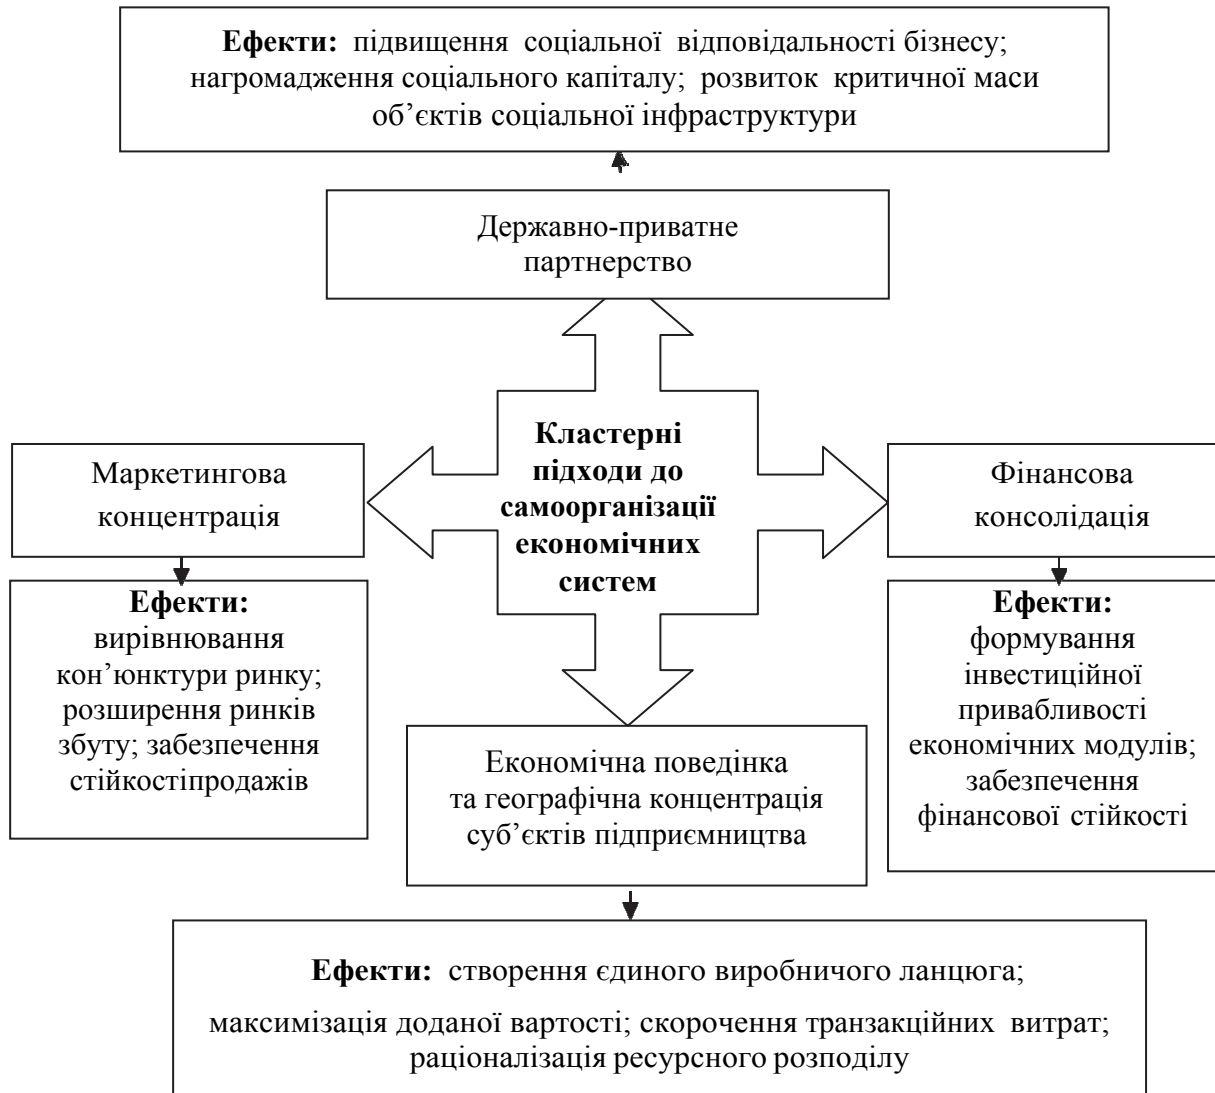 Ефекти: підвищення соціальної відповідальності бізнесу;
нагромадження соціального капіталу; розвиток критичної маси
об’єктів соціальної інфраструктури
Державно-приватне
партнерство
Кластерні
підходи до
самоорганізації
економічних
систем
Маркетингова
концентрація
Фінансова
консолідація
Ефекти:
вирівнювання
кон’юнктури ринку;
розширення ринків
збуту; забезпечення
стійкостіпродажів
Ефекти:
формування
інвестиційної
привабливості
економічних модулів;
забезпечення
фінансової стійкості
Економічна поведінка
та географічна концентрація
суб’єктів підприємництва
Ефекти: створення єдиного виробничого ланцюга;
максимізація доданої вартості; скорочення транзакційних витрат;
раціоналізація ресурсного розподілу